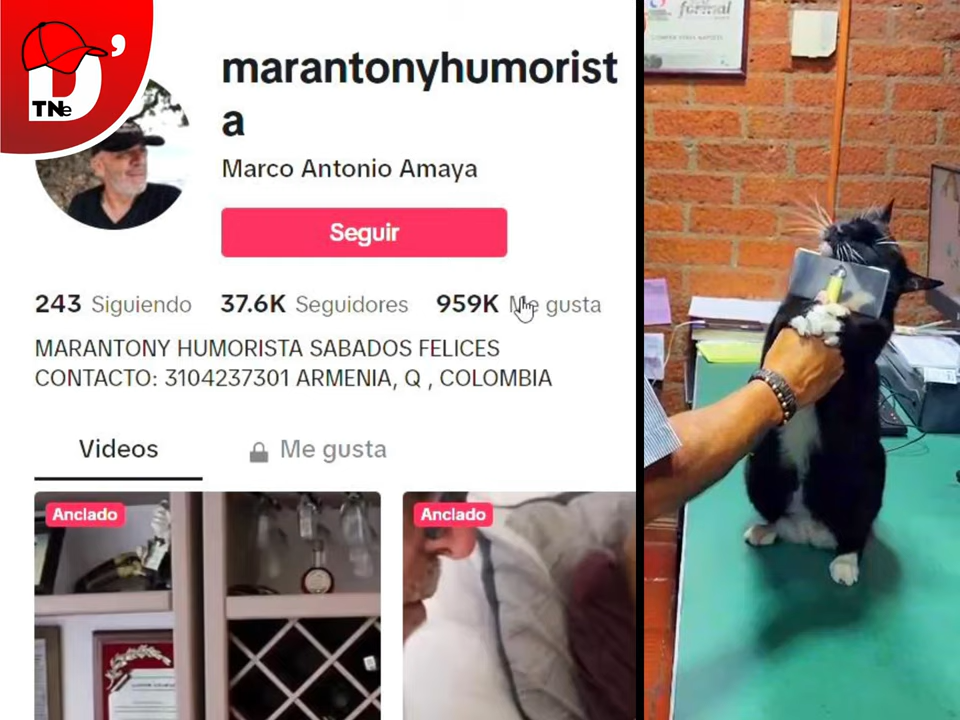 D'
TNe
marantonyhumorist
a
Marco Antonio Amaya
Seguir
243 Siguiendo 37.6K Seguidores 959K Me gusta
MARANTONY HUMORISTA SABADOS FELICES
CONTACTO: 3104237301 ARMENIA, Q , COLOMBIA
Videos Me gusta
Anclado Anclado
formal